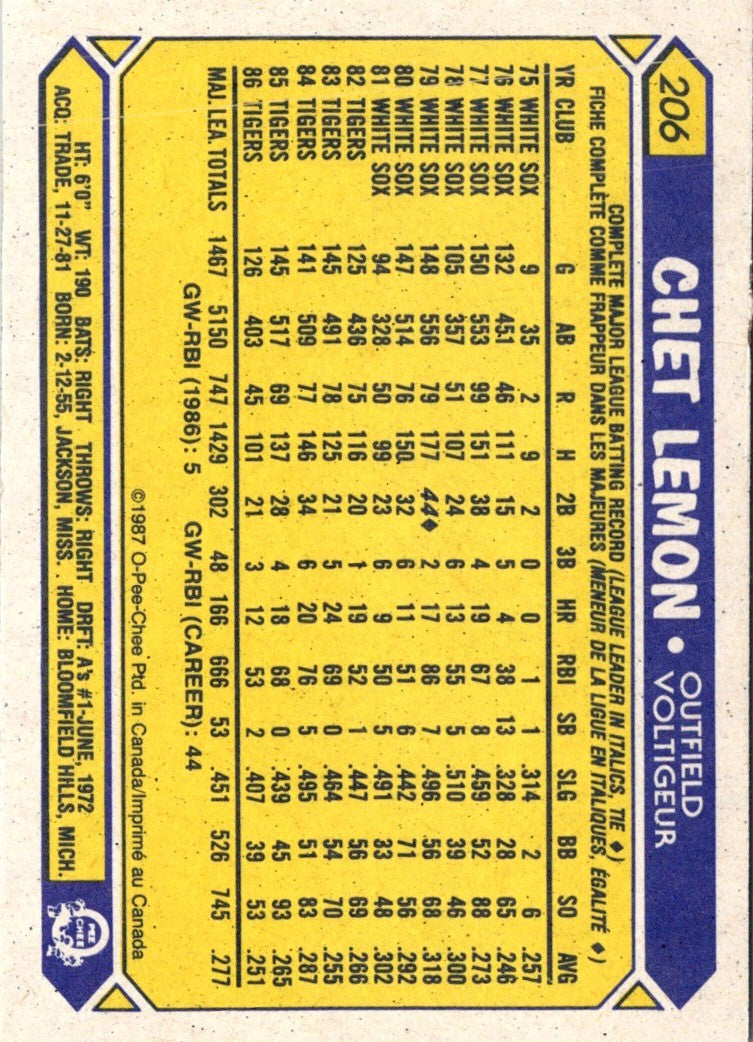 206
CHET LEMON • OUTFIELD
VOLTIGEUR
COMPLETE MAJOR LEAGUE BATTING RECORD (LEAGUE LEADER IN ITALICS, TIE ♦)
FICHE COMPLÈTE COMME FRAPPEUR DANS LES MAJEURES (MENEUR DE LA LIGUE EN ITALIQUES, ÉGALITÉ ♦)
YR CLUB G AB R H 2B 3B HR RBI SB SLG BB SO AVG
75 WHITE SOX 9 35 2 9 2 0 0 1 1 .314 2 6 .257
76 WHITE SOX 132 451 46 111 15 5 4 38 13 .328 28 65 .246
77 WHITE SOX 150 553 99 151 38 4 19 67 8 .459 52 88 .273
78 WHITE SOX 105 357 51 107 24 6 13 55 5 .510 39 46 .300
79 WHITE SOX 148 556 79 177 44♦ 2 17 86 7 .496 56 68 .318
80 WHITE SOX 147 514 76 150 32 6 11 51 6 .442 71 56 .292
81 WHITE SOX 94 328 50 99 23 6 9 50 5 .491 33 48 .302
82 TIGERS 125 436 75 116 20 1 19 52 1 .447 56 69 .266
83 TIGERS 145 491 78 125 21 5 24 69 0 .464 54 70 .255
84 TIGERS 141 509 77 146 34 6 20 76 5 .495 51 83 .287
85 TIGERS 145 517 69 137 28 4 18 68 0 .439 45 93 .265
86 TIGERS 126 403 45 101 21 3 12 53 2 .407 39 53 .251
MAJ. LEA. TOTALS 1467 5150 747 1429 302 48 166 666 53 .451 526 745 .277
GW-RBI (1986): 5 GW-RBI (CAREER): 44
©1987 O-Pee-Chee Ptd. in Canada/Imprimé au Canada
HT: 6'0" WT: 190 BATS: RIGHT THROWS: RIGHT DRFT: A's #1-JUNE, 1972
ACQ: TRADE, 11-27-81 BORN: 2-12-55, JACKSON, MISS. HOME: BLOOMFIELD HILLS, MICH.
O
PEE
CHEE